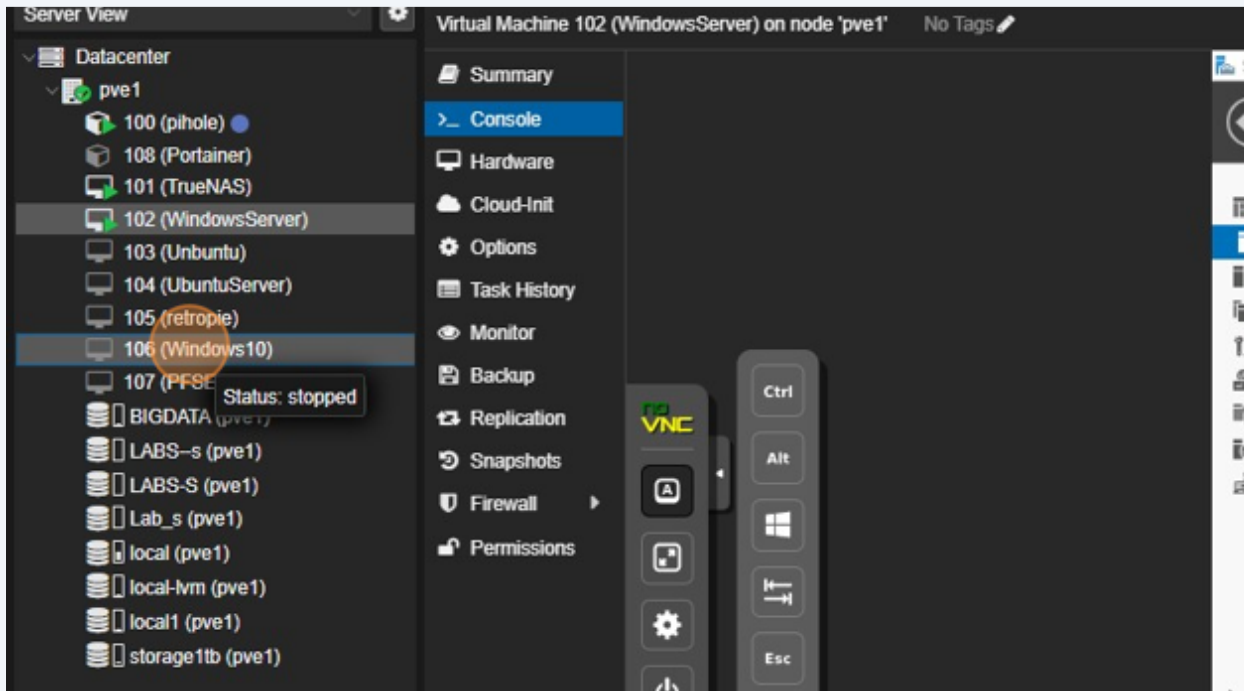 Server View
Virtual Machine 102 (WindowsServer) on node 'pve1' No Tags
Datacenter
pve1
100 (pihole)
108 (Portainer)
101 (TrueNAS)
102 (WindowsServer)
103 (Unbuntu)
104 (UbuntuServer)
105 (retropie)
106 (Windows10)
107 (PFSE
Status: stopped
BIGDATA (pve1)
LABS--s (pve1)
LABS-S (pve1)
Lab_s (pve1)
local (pve1)
local-lvm (pve1)
local1 (pve1)
storage1tb (pve1)
Summary
>_ Console
Hardware
Cloud-Init
Options
Task History
Monitor
Backup
Replication
Snapshots
Firewall
Permissions
no
VNC
A
Ctrl
Alt
Esc